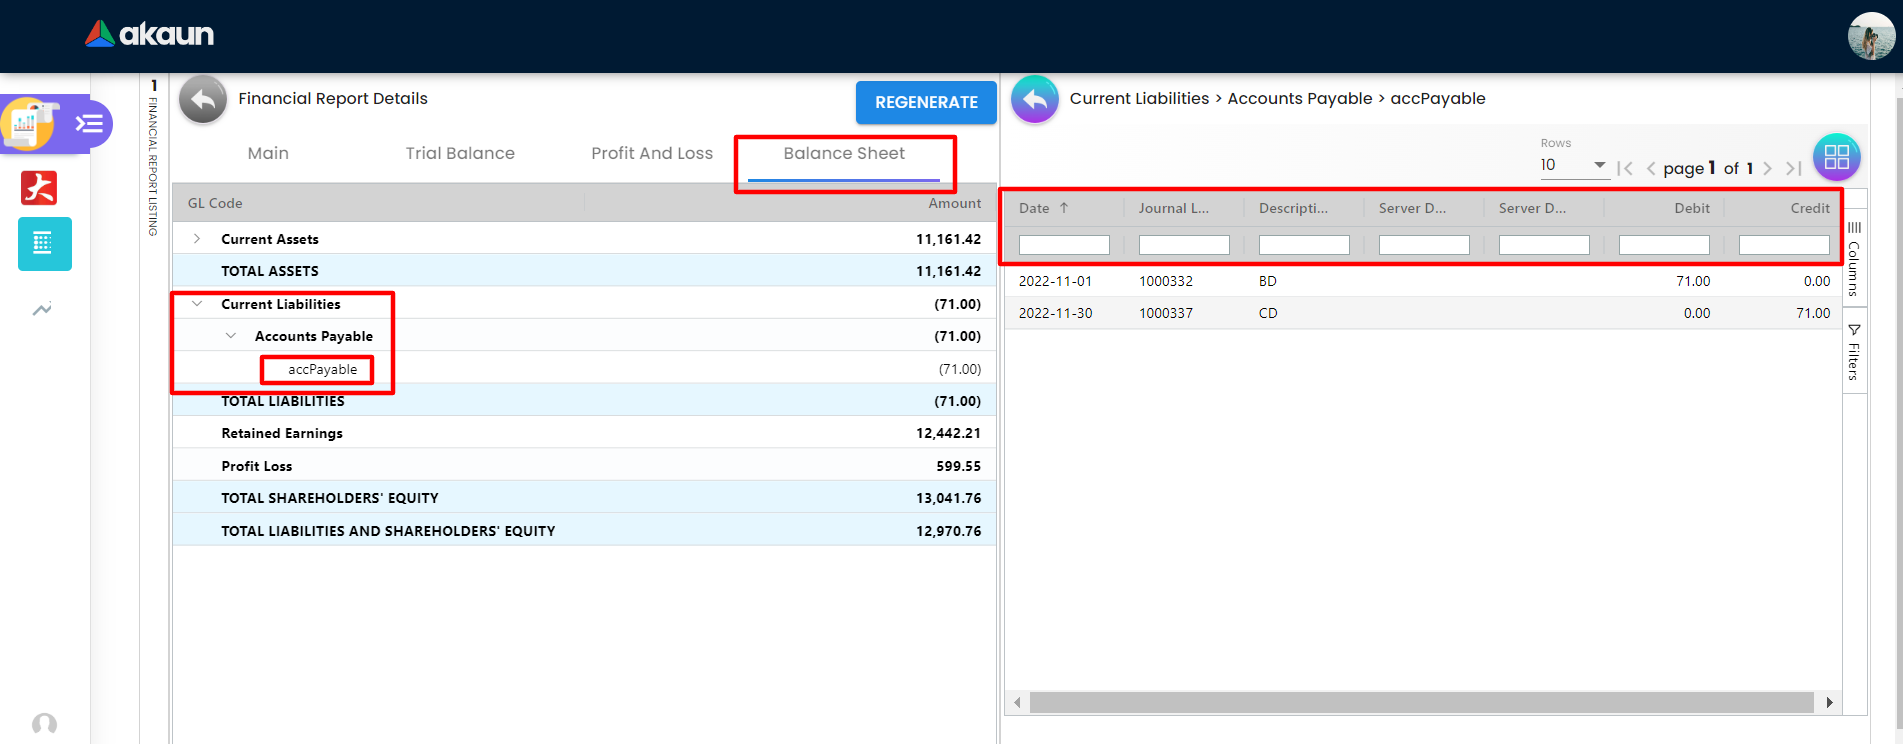 akaun
1 FINANCIAL REPORT LISTING
Financial Report Details
REGENERATE
Main Trial Balance Profit And Loss Balance Sheet
GL Code Amount
Current Assets 11,161.42
TOTAL ASSETS 11,161.42
Current Liabilities (71.00)
Accounts Payable (71.00)
accPayable (71.00)
TOTAL LIABILITIES (71.00)
Retained Earnings 12,442.21
Profit Loss 599.55
TOTAL SHAREHOLDERS' EQUITY 13,041.76
TOTAL LIABILITIES AND SHAREHOLDERS' EQUITY 12,970.76
Current Liabilities > Accounts Payable > accPayable
Rows
10 page 1 of 1
Date ↑ Journal L... Descripti... Server D... Server D... Debit Credit
2022-11-01 1000332 BD 71.00 0.00
2022-11-30 1000337 CD 0.00 71.00
Columns
Filters